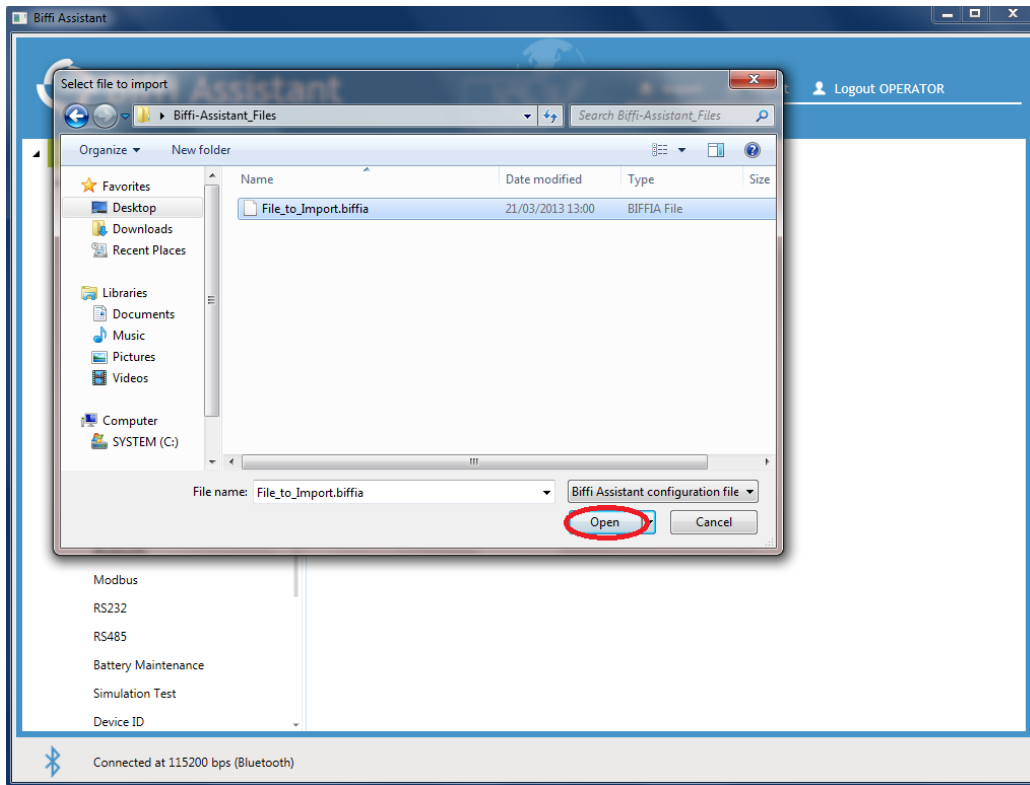 Biffi Assistant
Select file to import
Assistant
Logout OPERATOR
Biffi-Assistant_Files
Search Biffi-Assistant_Files
Organize
New folder
Name
Date modified
Type
Size
Favorites
Desktop
Downloads
Recent Places
File_to_Import.biffia
21/03/2013 13:00
BIFFIA File
Libraries
Documents
Music
Pictures
Videos
Computer
SYSTEM (C:)
File name: File_to_Import.biffia
Biffi Assistant configuration file
Open
Cancel
Modbus
RS232
RS485
Battery Maintenance
Simulation Test
Device ID
Connected at 115200 bps (Bluetooth)